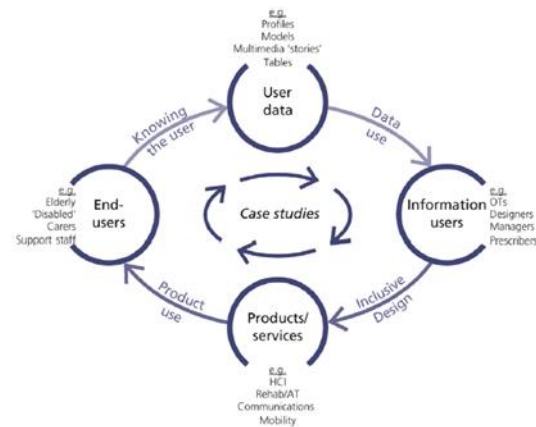 e.g.
Profiles
Models
Multimedia 'stories'
Tables
User
data
Knowing
the user
Data
use
e.g.
Elderly
'Disabled'
Carers
Support staff
End-
users
Case studies
Information
users
e.g.
OTs
Designers
Managers
Prescribers
Product
use
Inclusive
Design
Products/
services
e.g.
HCI
Rehab/AT
Communications
Mobility